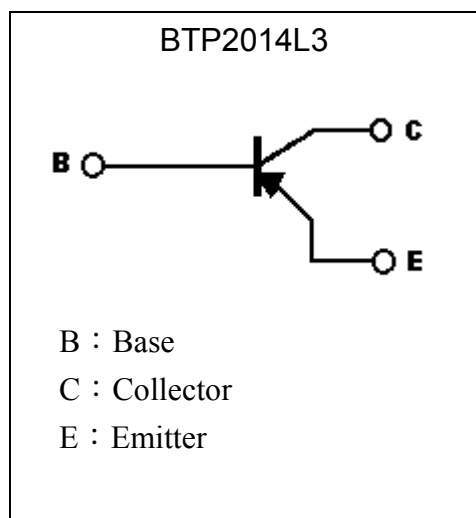 BTP2014L3
C
B
E
B：Base
C：Collector
E：Emitter